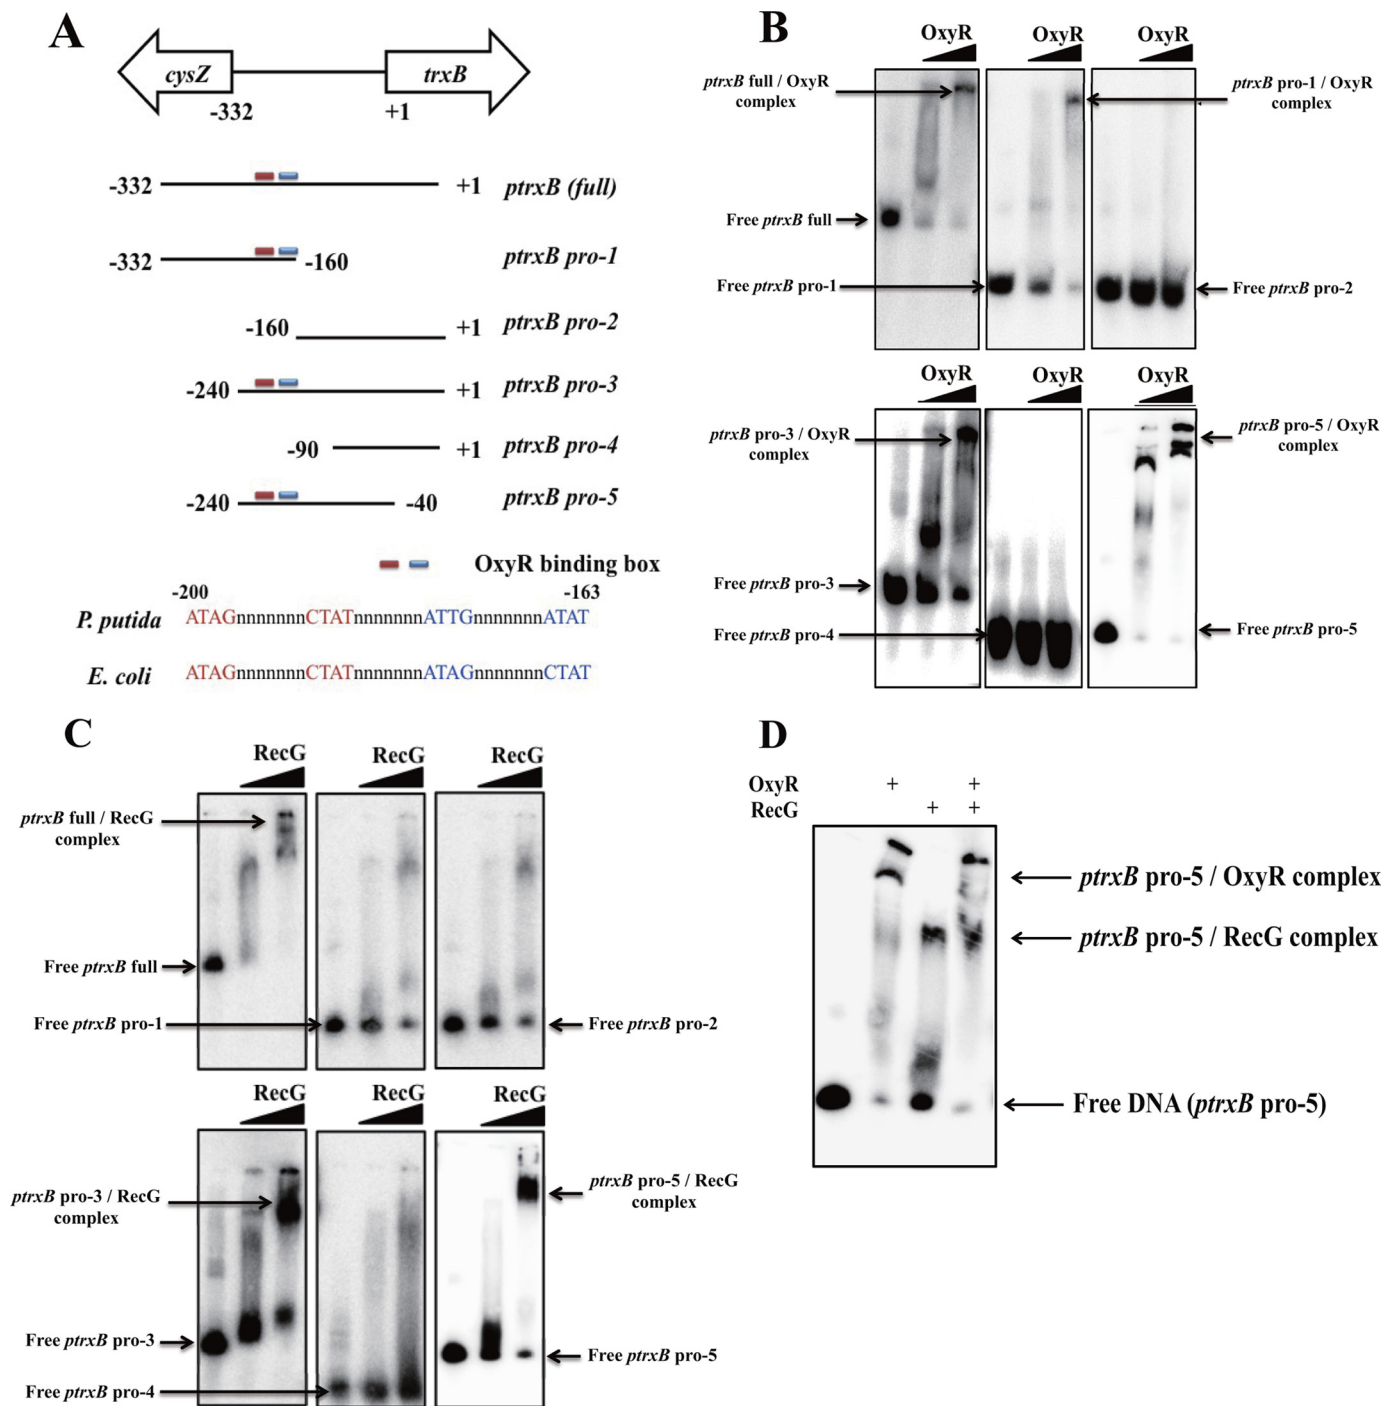 A
cysZ
trxB
-332
+1
-332
+1
ptrxB (full)
-332
-160
ptrxB pro-1
-160
+1
ptrxB pro-2
-240
+1
ptrxB pro-3
-90
+1
ptrxB pro-4
-240
-40
ptrxB pro-5
OxyR binding box
-200
-163
P. putida
ATAGnnnnnnnCTATnnnnnnnATTGnnnnnnnATAT
E. coli
ATAGnnnnnnnCTATnnnnnnnATAGnnnnnnnCTAT
B
OxyR
OxyR
OxyR
ptrxB full / OxyR
complex
ptrxB pro-1 / OxyR
complex
Free ptrxB full
Free ptrxB pro-1
Free ptrxB pro-2
OxyR
OxyR
OxyR
ptrxB pro-3 / OxyR
complex
ptrxB pro-5 / OxyR
complex
Free ptrxB pro-3
Free ptrxB pro-4
Free ptrxB pro-5
C
RecG
RecG
RecG
ptrxB full / RecG
complex
Free ptrxB full
Free ptrxB pro-1
Free ptrxB pro-2
RecG
RecG
RecG
ptrxB pro-3 / RecG
complex
ptrxB pro-5 / RecG
complex
Free ptrxB pro-3
Free ptrxB pro-5
Free ptrxB pro-4
D
OxyR + +
RecG + +
ptrxB pro-5 / OxyR complex
ptrxB pro-5 / RecG complex
Free DNA (ptrxB pro-5)